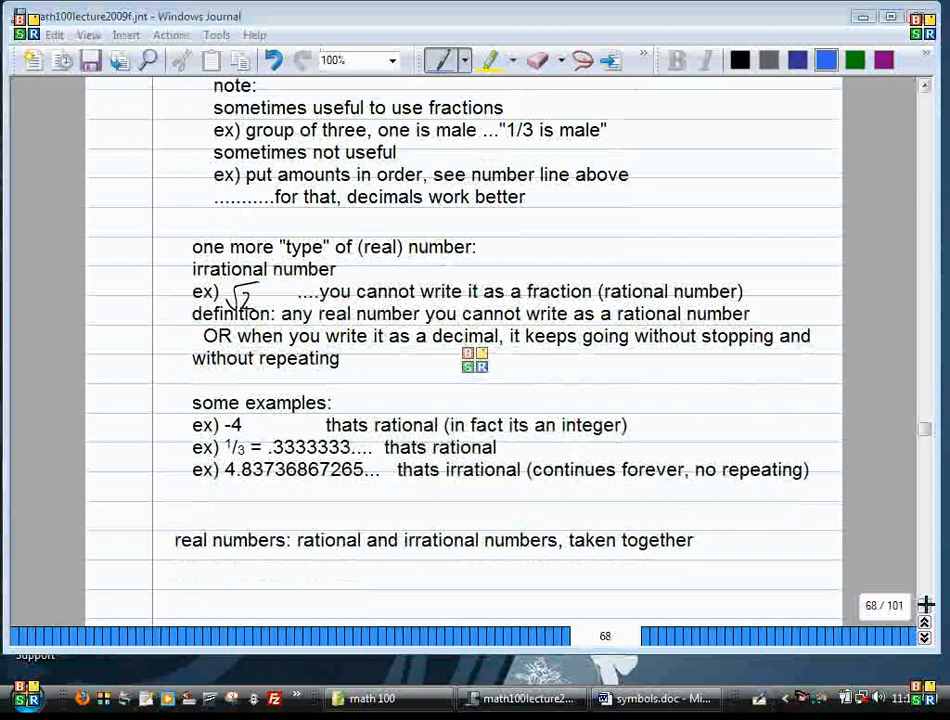 math100lecture2009f.jnt - Windows Journal
Edit View Insert Actions Tools Help
100%
B I
note:
sometimes useful to use fractions
ex) group of three, one is male ..."1/3 is male"
sometimes not useful
ex) put amounts in order, see number line above
...........for that, decimals work better
one more "type" of (real) number:
irrational number
ex) √2 ....you cannot write it as a fraction (rational number)
definition: any real number you cannot write as a rational number
OR when you write it as a decimal, it keeps going without stopping and
without repeating
B S R
some examples:
ex) -4 thats rational (in fact its an integer)
ex) 1/3 = .3333333.... thats rational
ex) 4.83736867265... thats irrational (continues forever, no repeating)
real numbers: rational and irrational numbers, taken together
68 / 101
68
support
math 100
math100lecture2...
symbols.doc - Mi...